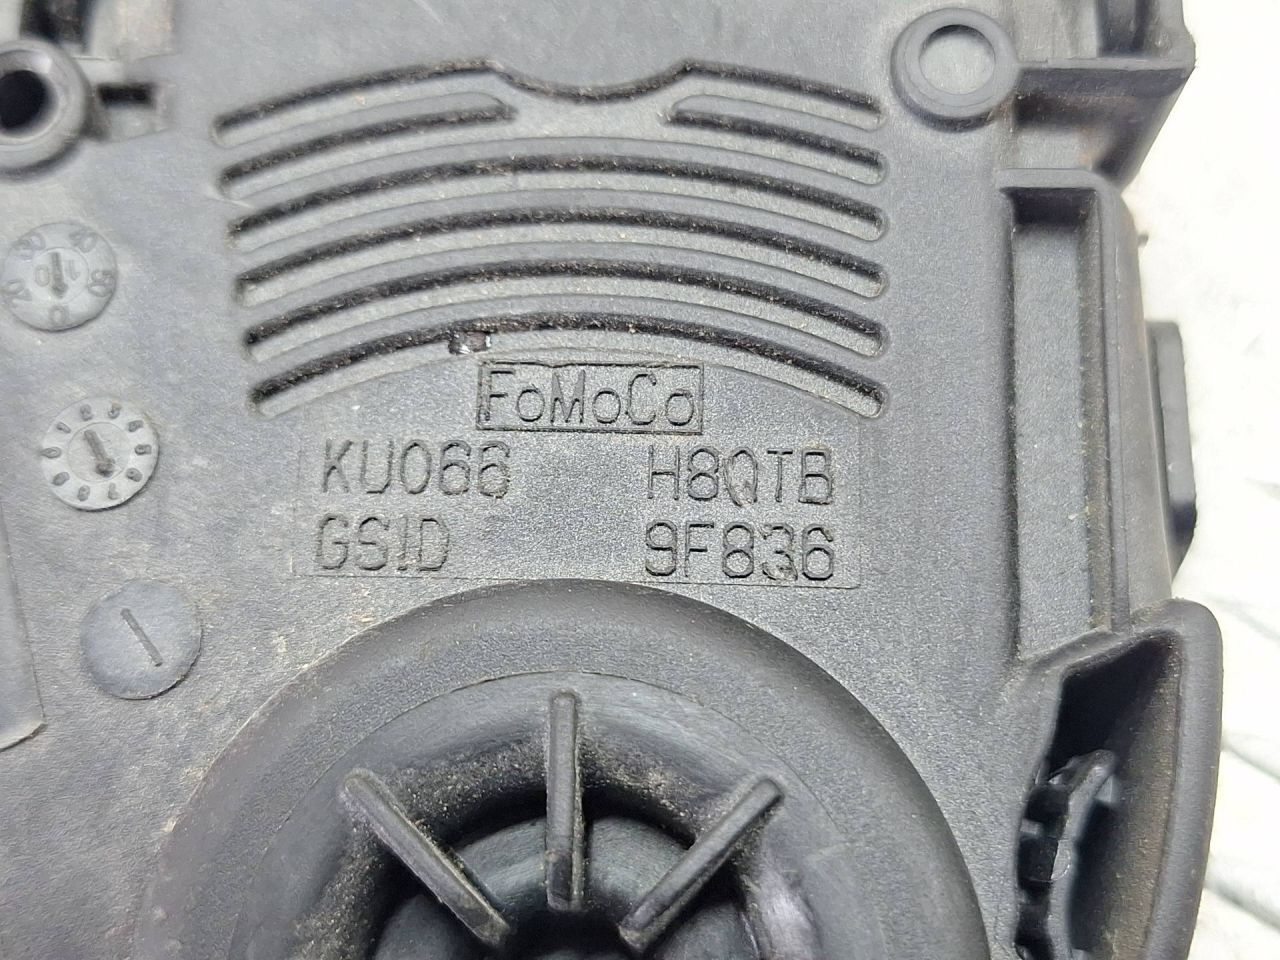 FoMoCo
KU066 H8QTB
GSID 9F836